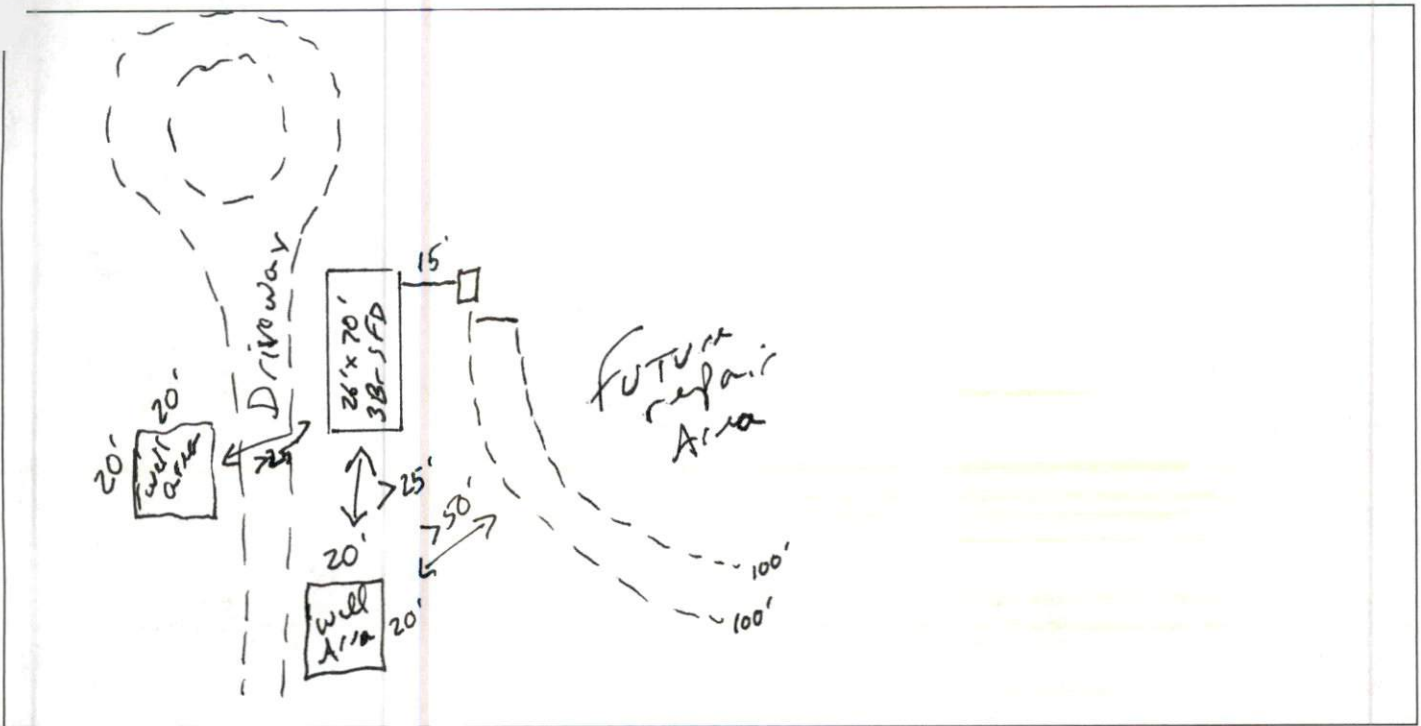 Driveway
15'
26' x 70'
3Br SFD
Future
repair
Area
20'
20'
well
area
>25'
>25'
>50'
20'
well
Area
20'
100'
100'